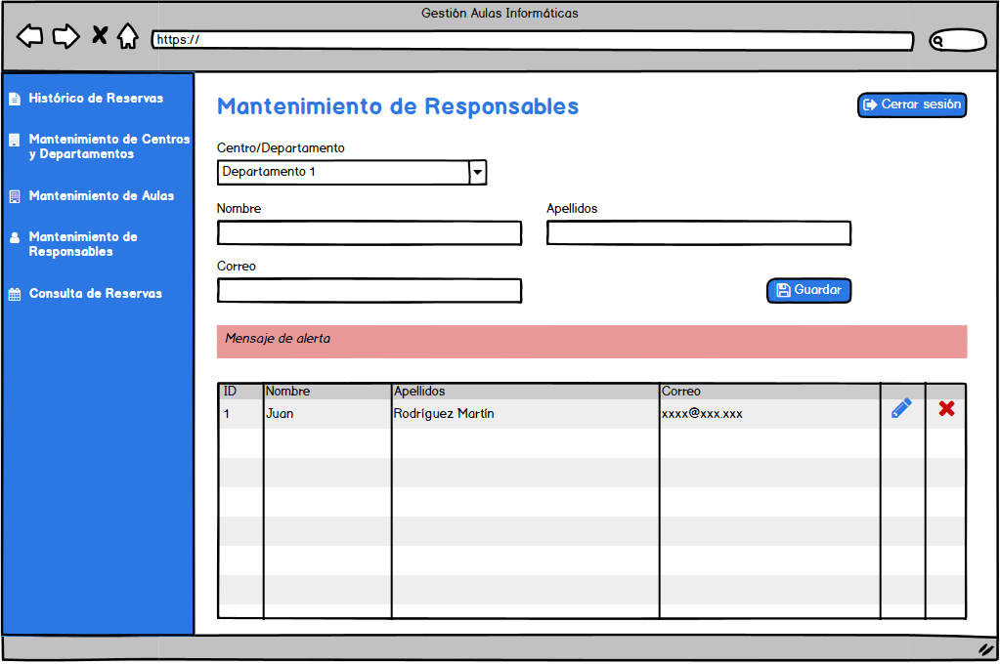 Gestión Aulas Informáticas
https://
Histórico de Reservas
Mantenimiento de Centros
y Departamentos
Mantenimiento de Aulas
Mantenimiento de
Responsables
Consulta de Reservas
Mantenimiento de Responsables
Cerrar sesión
Centro/Departamento
Departamento 1
Nombre
Apellidos
Correo
Guardar
Mensaje de alerta
ID Nombre Apellidos Correo
1 Juan Rodríguez Martín xxxx@xxx.xxx